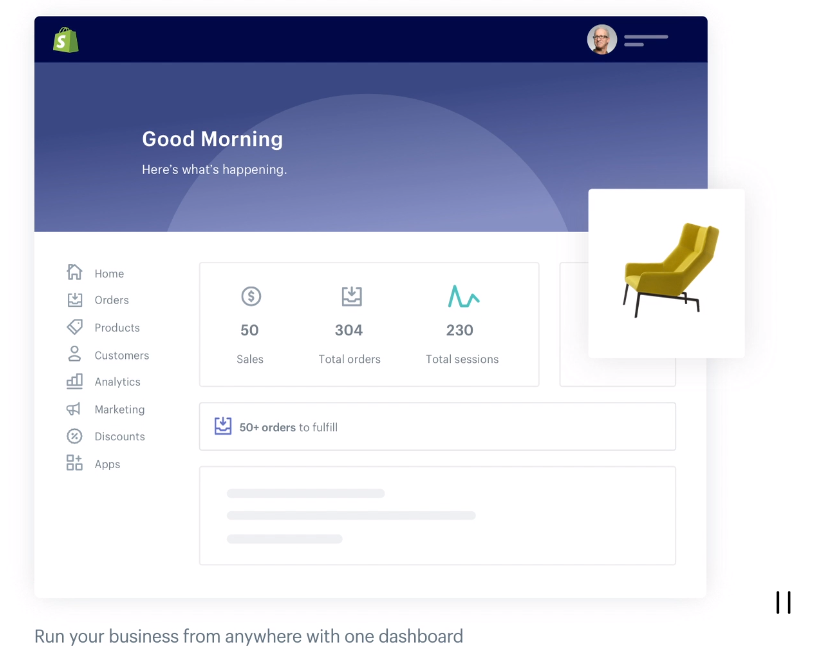 Good Morning
Here's what's happening.
Home
Orders
Products
Customers
Analytics
Marketing
Discounts
Apps
50
Sales
304
Total orders
230
Total sessions
50+ orders to fulfill
Run your business from anywhere with one dashboard